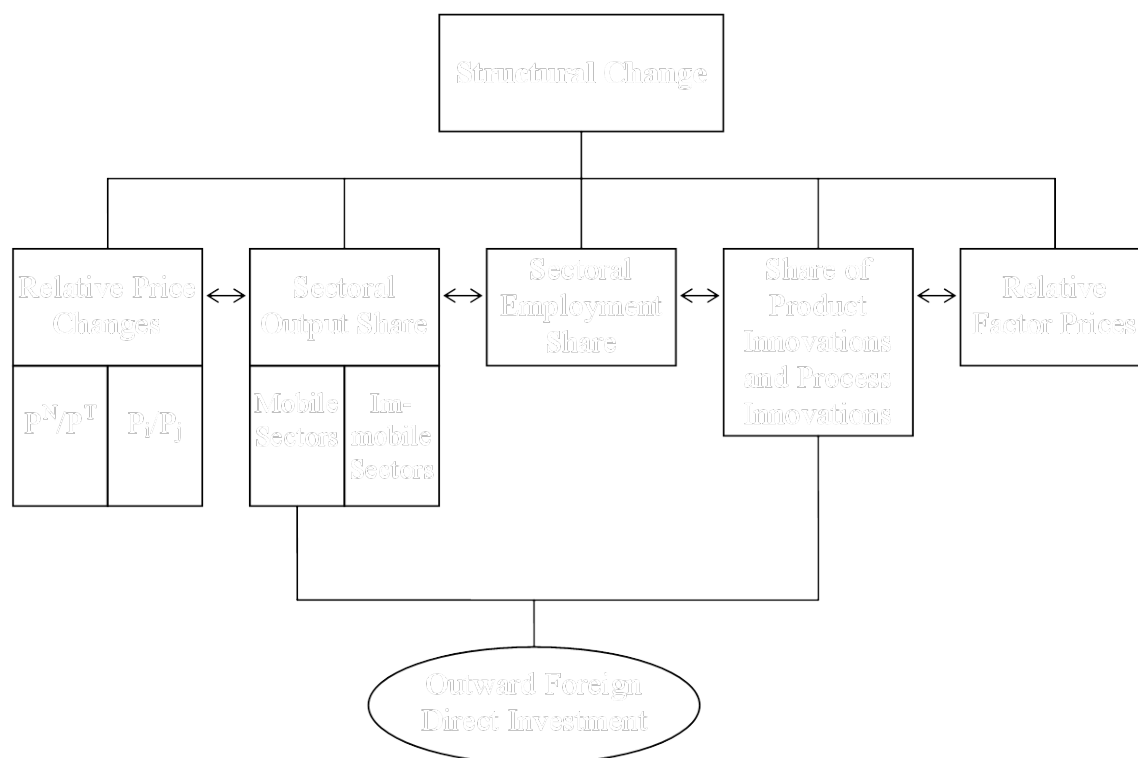 Structural Change
Relative Price
Changes
Sectoral
Output Share
Sectoral
Employment
Share
Share of
Product
Innovations
and Process
Innovations
Relative
Factor Prices
P^N/P^T
P_i/P_j
Mobile
Sectors
Im-
mobile
Sectors
Outward Foreign
Direct Investment